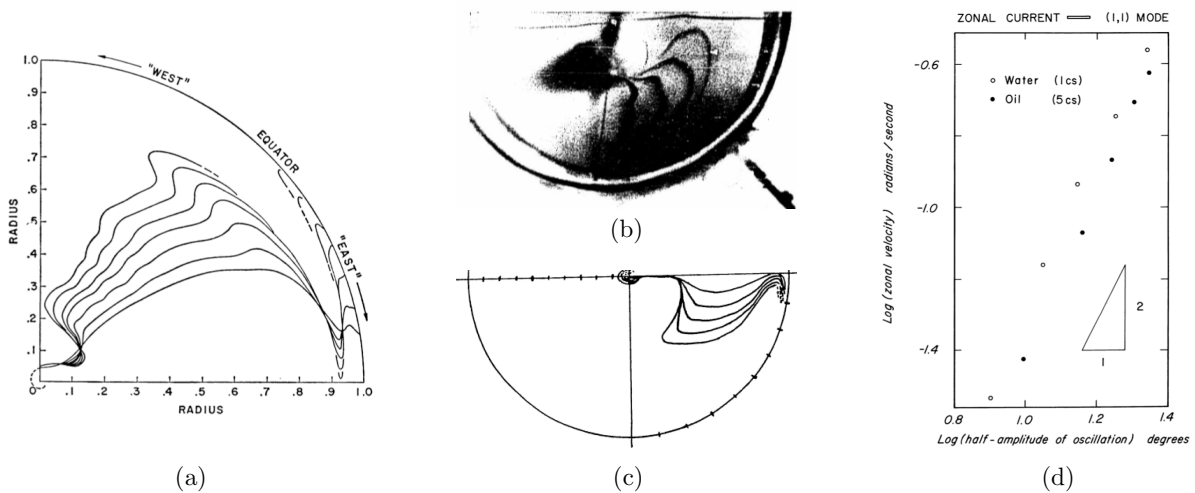 1.0
.9
.8
.7
.6
.5
.4
.3
.2
.1
0
.1 .2 .3 .4 .5 .6 .7 .8 .9 1.0
RADIUS
RADIUS
"WEST"
EQUATOR
"EAST"
(a)
(b)
(c)
ZONAL CURRENT (1,1) MODE
○ Water (1cs)
● Oil (5cs)
-0.6
-1.0
-1.4
Log (zonal velocity) radians/second
2
1
0.8 1.0 1.2 1.4
Log (half-amplitude of oscillation) degrees
(d)